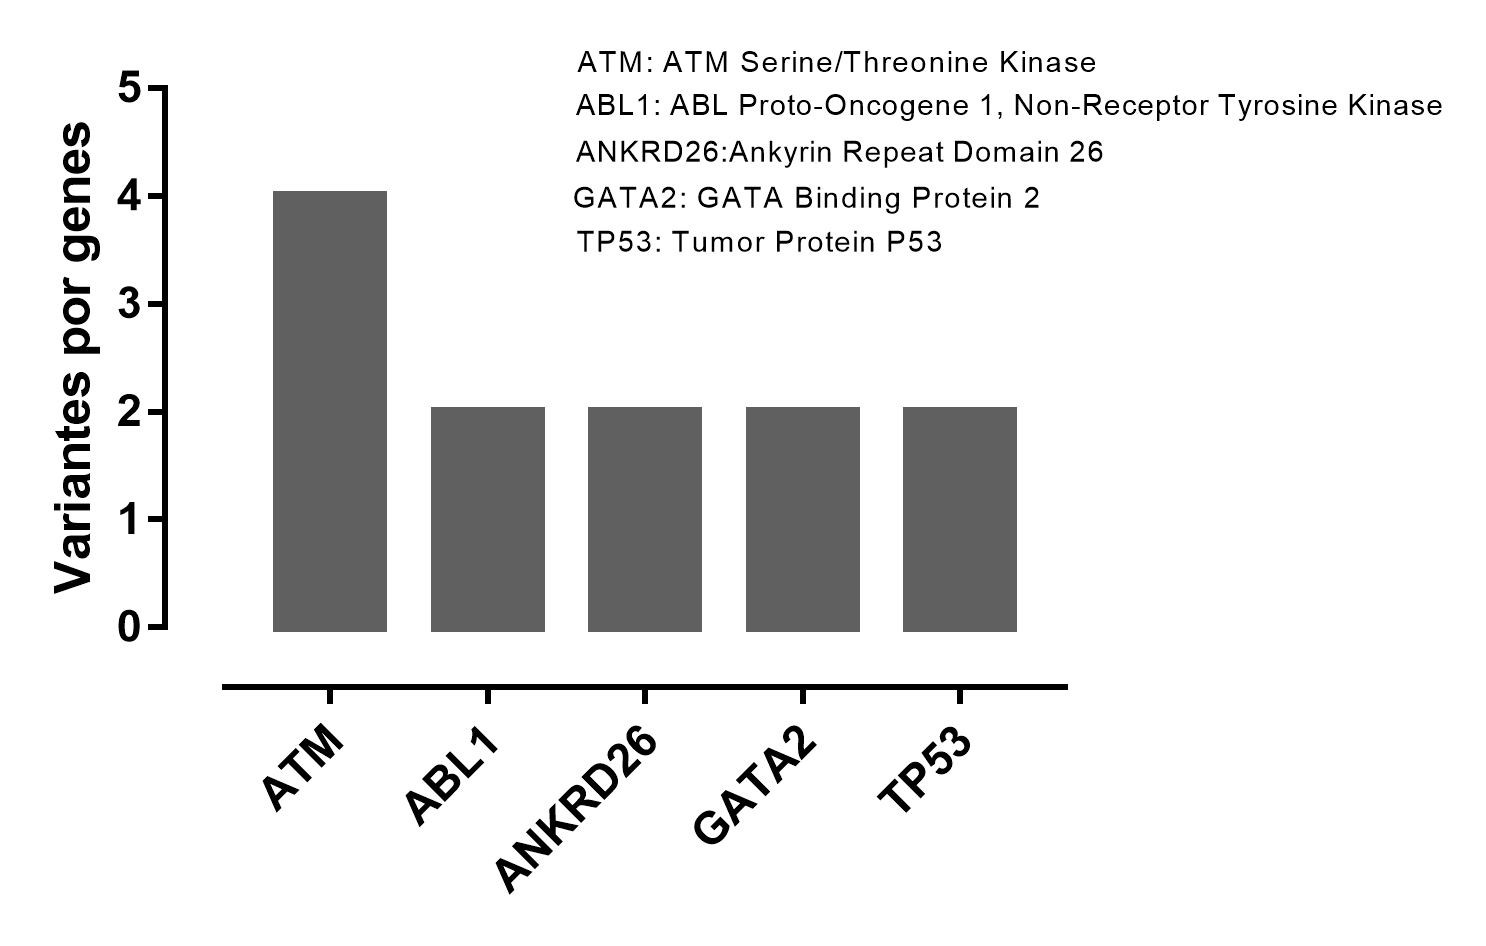 ATM: ATM Serine/Threonine Kinase
ABL1: ABL Proto-Oncogene 1, Non-Receptor Tyrosine Kinase
ANKRD26:Ankyrin Repeat Domain 26
GATA2: GATA Binding Protein 2
TP53: Tumor Protein P53
Variantes por genes
5
4
3
2
1
0
ATM
ABL1
ANKRD26
GATA2
TP53